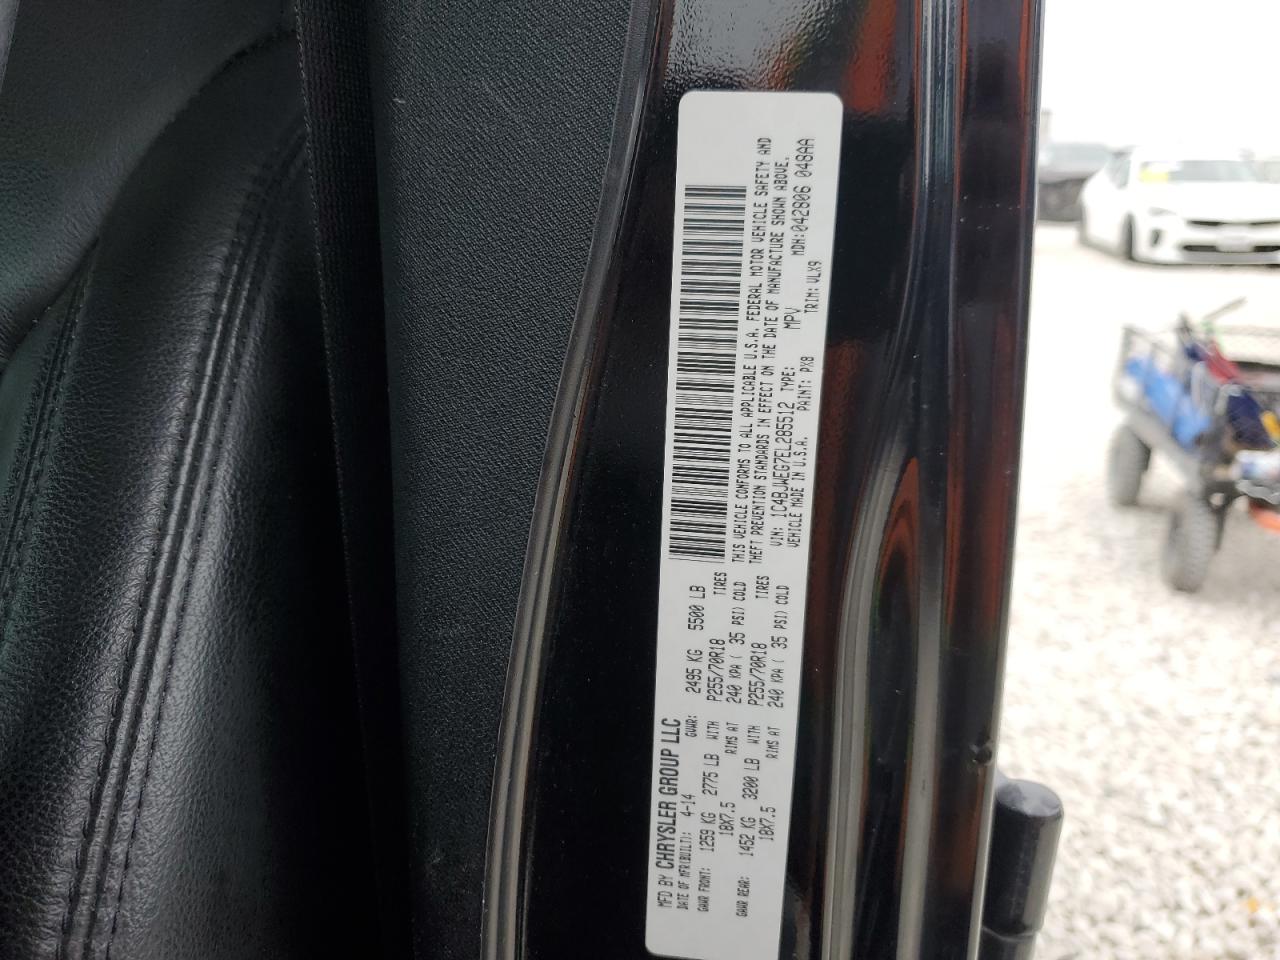 MFD BY CHRYSLER GROUP LLC
DATE OF MFR(BUILT): 4-14 GVWR: 2495 KG 5500 LB
GAWR FRONT: 1259 KG 2775 LB WITH P255/70R18 TIRES
18X7.5 RIMS AT 240 KPA ( 35 PSI) COLD
GAWR REAR: 1452 KG 3200 LB WITH P255/70R18 TIRES
18X7.5 RIMS AT 240 KPA ( 35 PSI) COLD
THIS VEHICLE CONFORMS TO ALL APPLICABLE U.S.A. FEDERAL MOTOR VEHICLE SAFETY AND
THEFT PREVENTION STANDARDS IN EFFECT ON THE DATE OF MANUFACTURE SHOWN ABOVE.
VIN: 1C4BJWEG7EL285512 TYPE: MPV MDH:042806 048AA
VEHICLE MADE IN U.S.A. PAINT: PX8 TRIM: VLX9